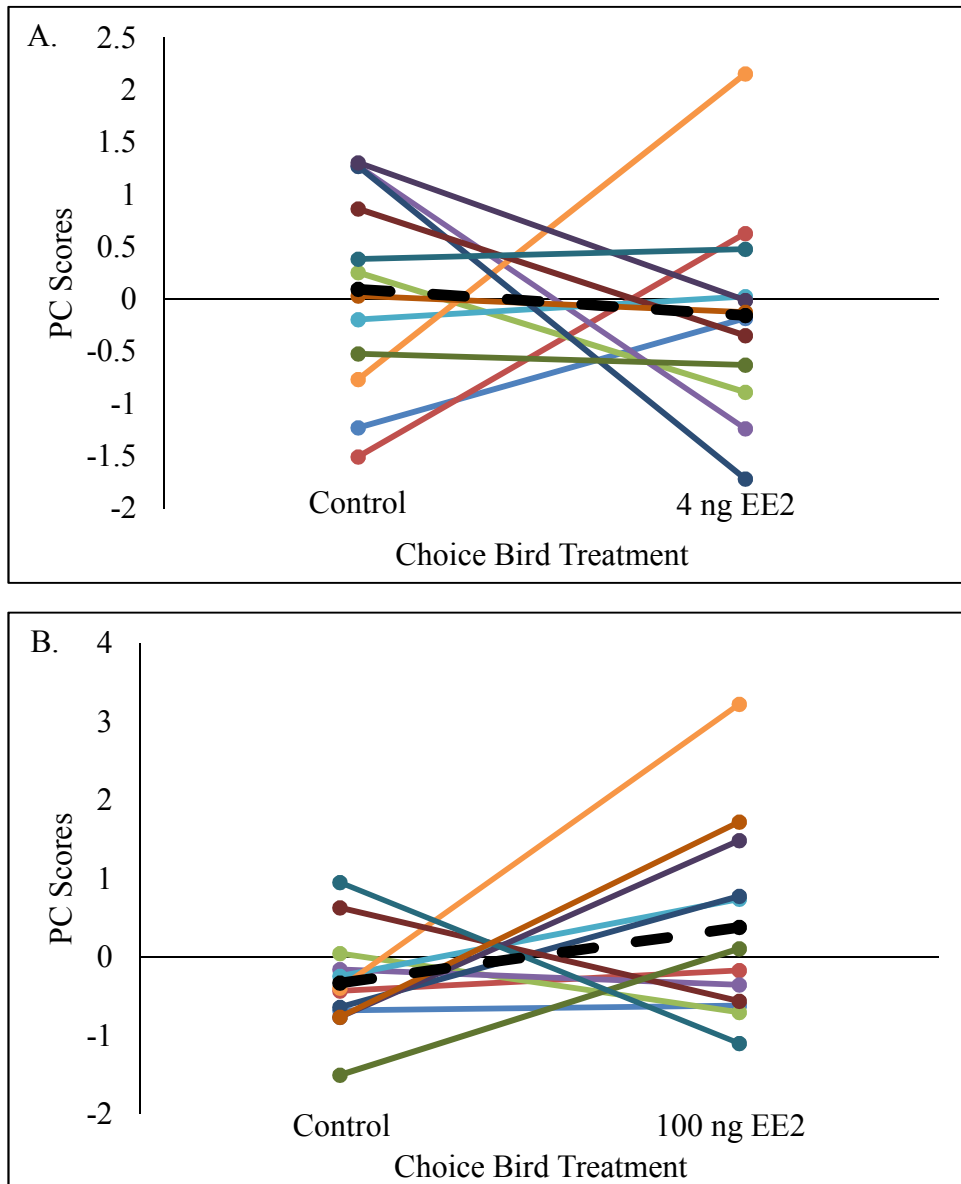 A.
2.5
2
1.5
1
0.5
0
-0.5
-1
-1.5
-2
PC Scores
Control
4 ng EE2
Choice Bird Treatment
B.
4
3
2
1
0
-1
-2
PC Scores
Control
100 ng EE2
Choice Bird Treatment